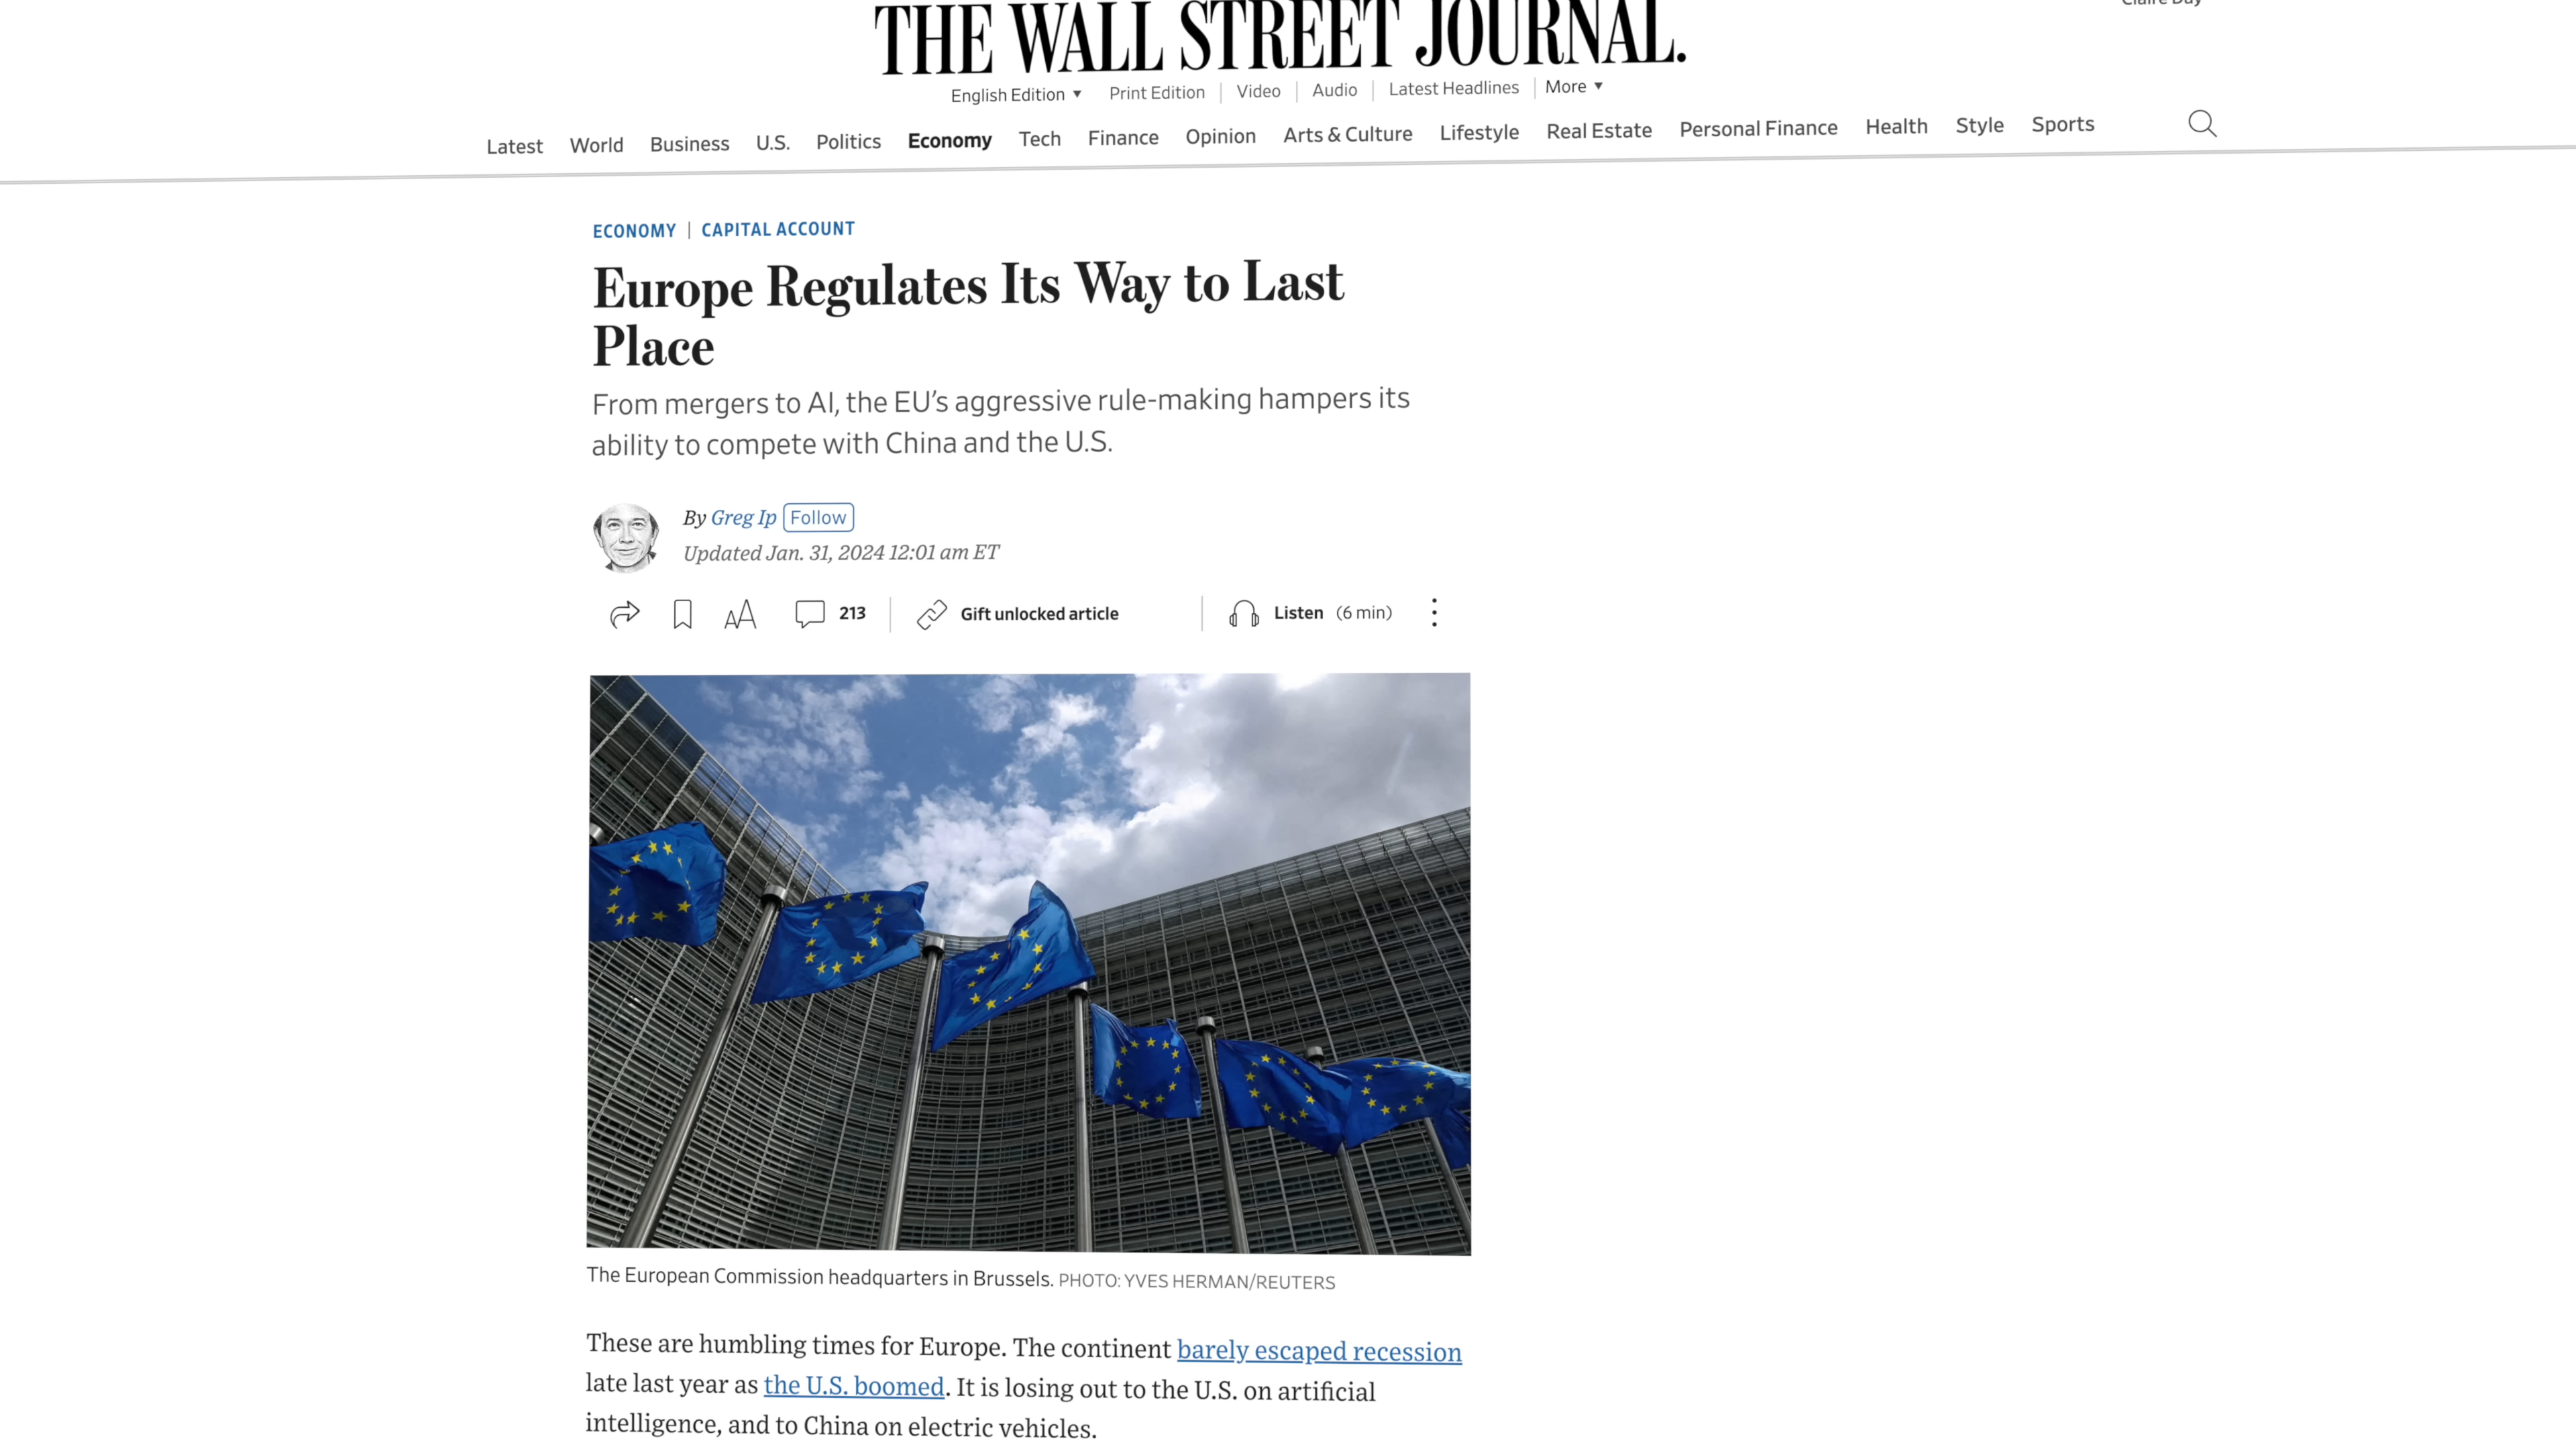 Claire Day
THE WALL STREET JOURNAL.
English Edition ▼ Print Edition | Video | Audio | Latest Headlines | More ▼
Latest World Business U.S. Politics Economy Tech Finance Opinion Arts & Culture Lifestyle Real Estate Personal Finance Health Style Sports
ECONOMY | CAPITAL ACCOUNT
Europe Regulates Its Way to Last
Place
From mergers to AI, the EU’s aggressive rule-making hampers its
ability to compete with China and the U.S.
By Greg Ip Follow
Updated Jan. 31, 2024 12:01 am ET
AA 213 Gift unlocked article Listen (6 min)
The European Commission headquarters in Brussels. PHOTO: YVES HERMAN/REUTERS
These are humbling times for Europe. The continent barely escaped recession
late last year as the U.S. boomed. It is losing out to the U.S. on artificial
intelligence, and to China on electric vehicles.